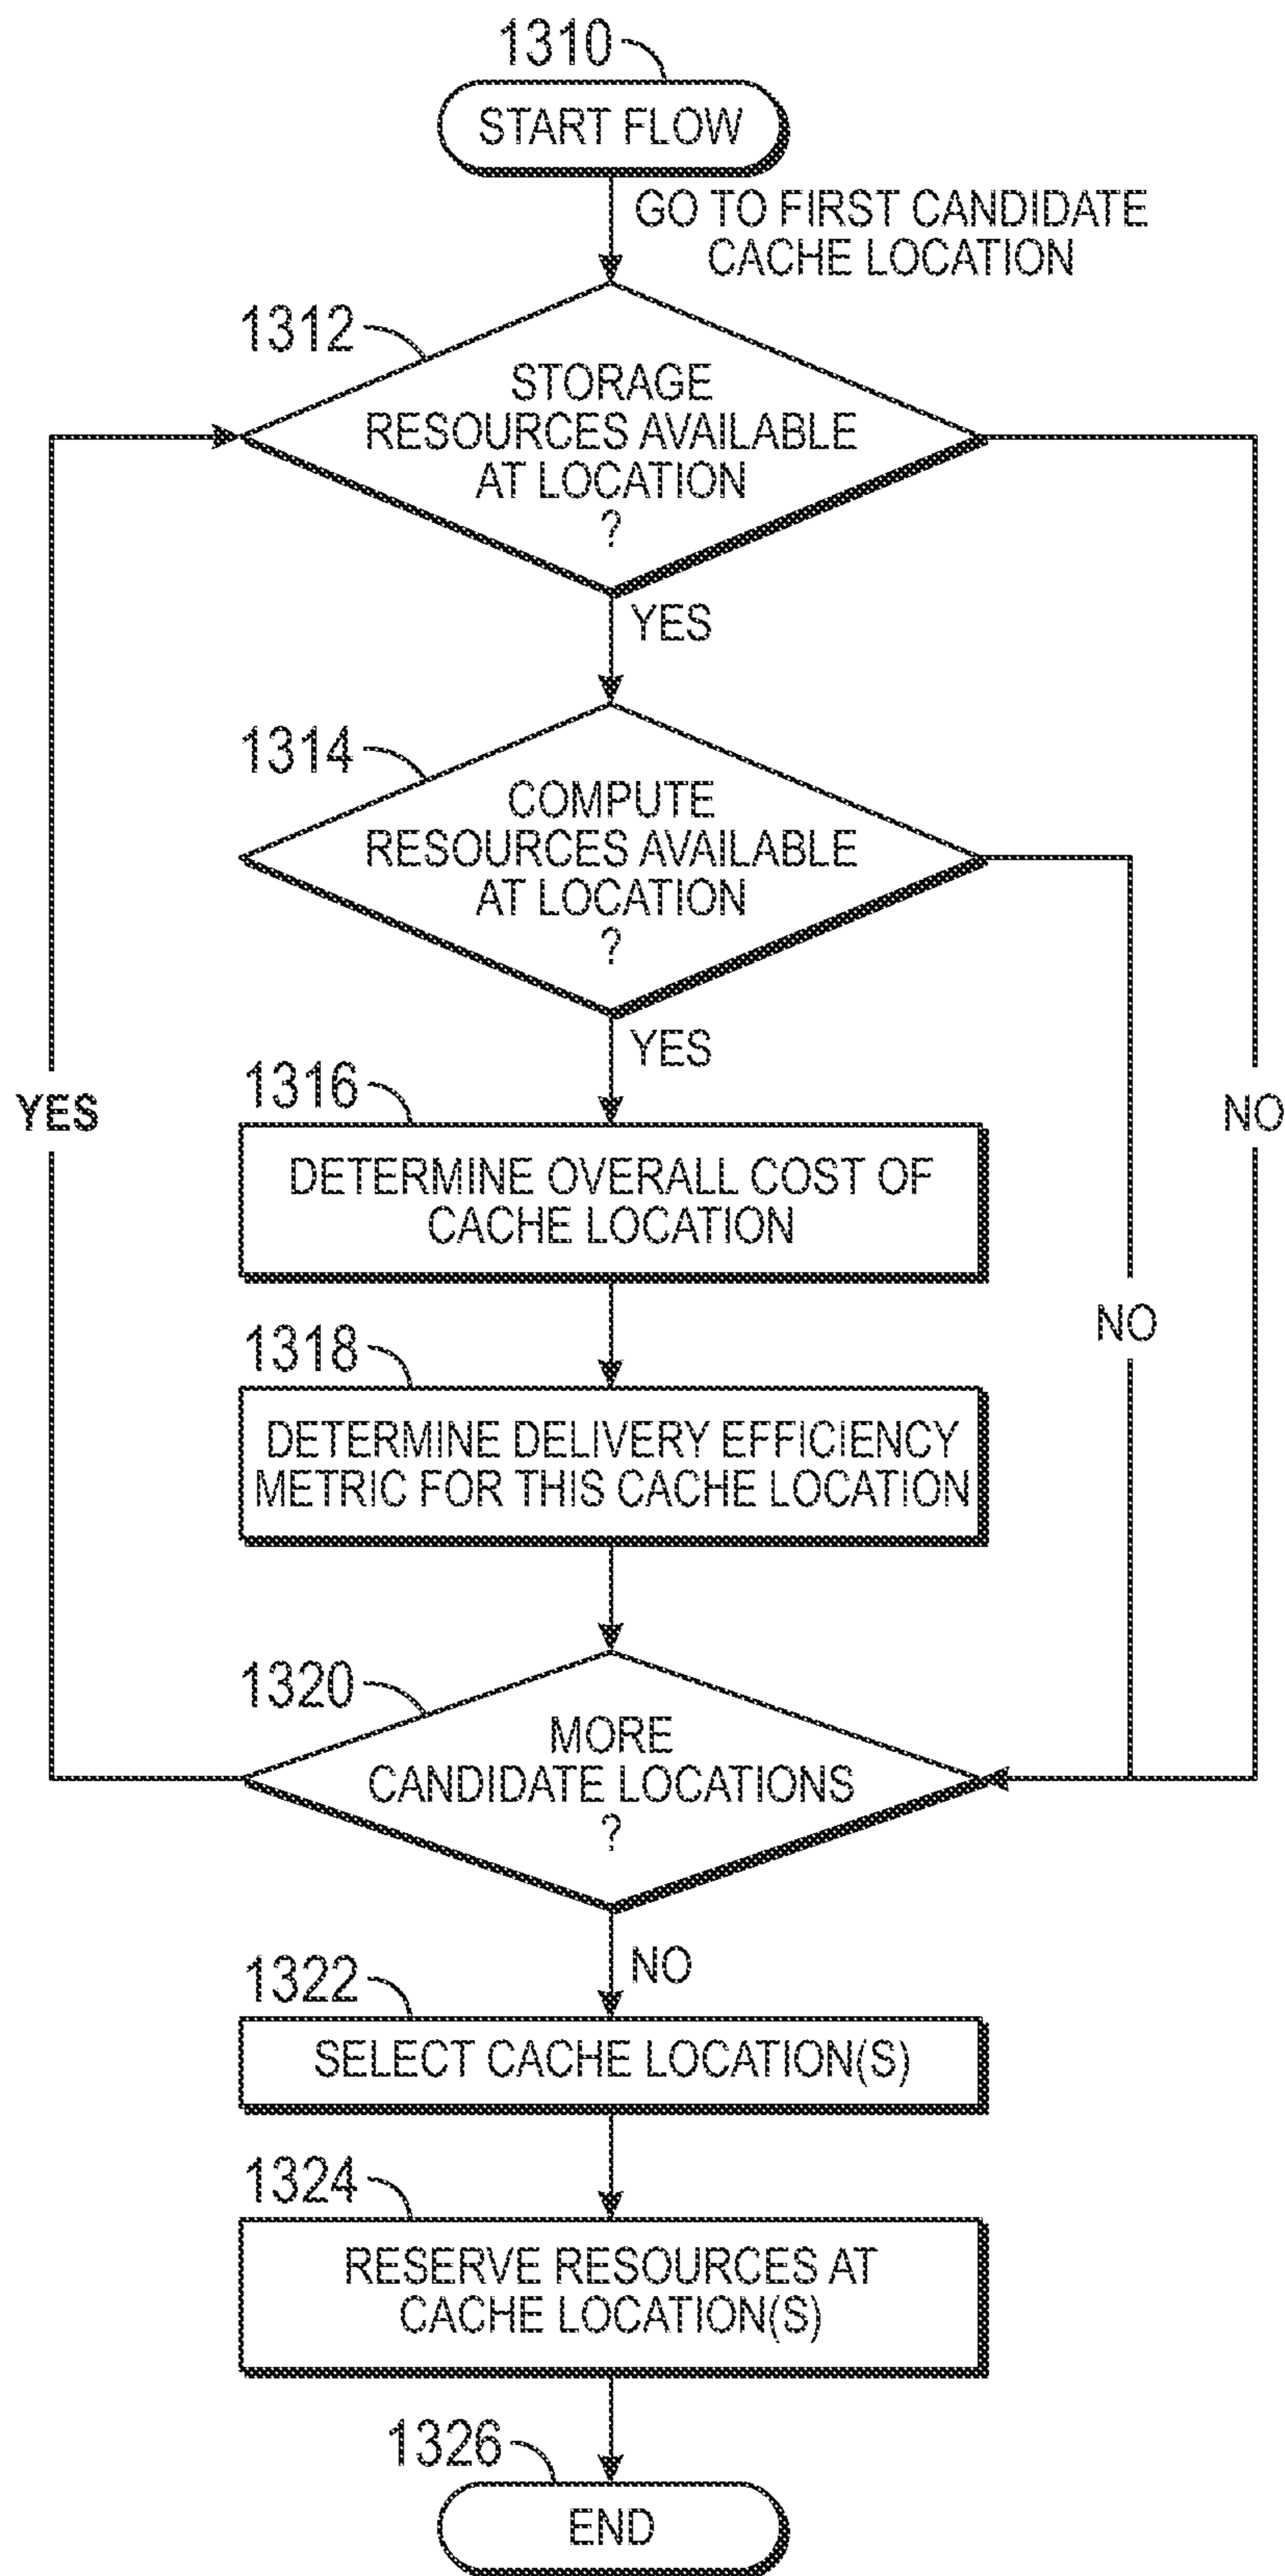 1310
START FLOW
GO TO FIRST CANDIDATE
CACHE LOCATION
1312
STORAGE
RESOURCES AVAILABLE
AT LOCATION
?
YES
1314
COMPUTE
RESOURCES AVAILABLE
AT LOCATION
?
YES
1316
YES
NO
DETERMINE OVERALL COST OF
CACHE LOCATION
NO
1318
DETERMINE DELIVERY EFFICIENCY
METRIC FOR THIS CACHE LOCATION
1320
MORE
CANDIDATE LOCATIONS
?
NO
1322
SELECT CACHE LOCATION(S)
1324
RESERVE RESOURCES AT
CACHE LOCATION(S)
1326
END